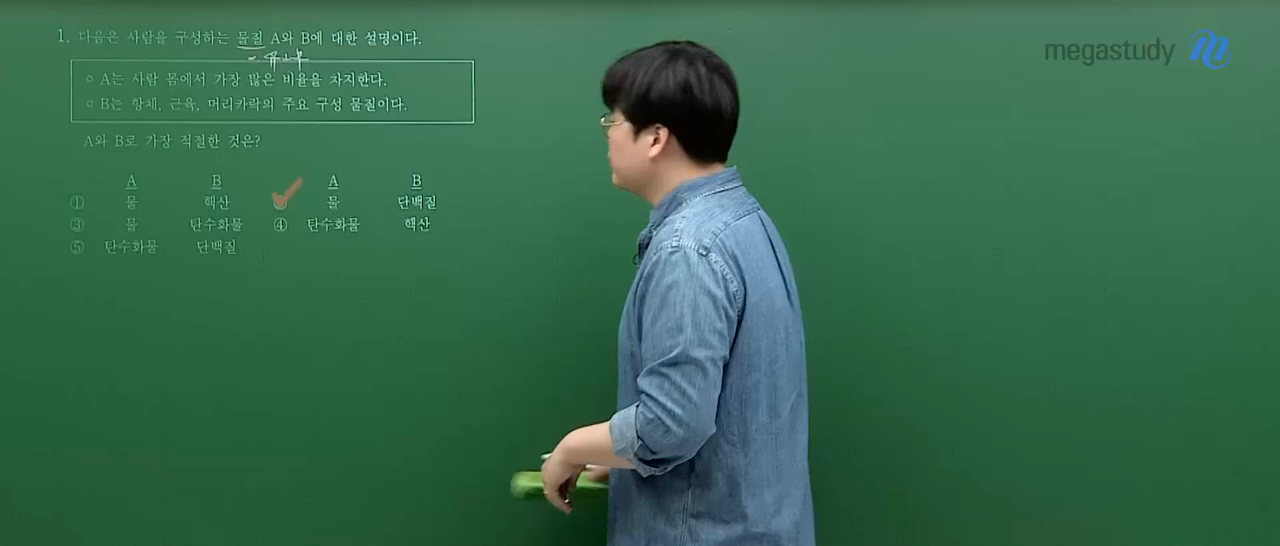 1. 다음은 사람을 구성하는 물질 A와 B에 대한 설명이다.
○ A는 사람 몸에서 가장 많은 비율을 차지한다.
○ B는 항체, 근육, 머리카락의 주요 구성 물질이다.
A와 B로 가장 적절한 것은?
A B A B
① 물 핵산 물 단백질
③ 물 탄수화물 ④ 탄수화물 핵산
⑤ 탄수화물 단백질
megastudy